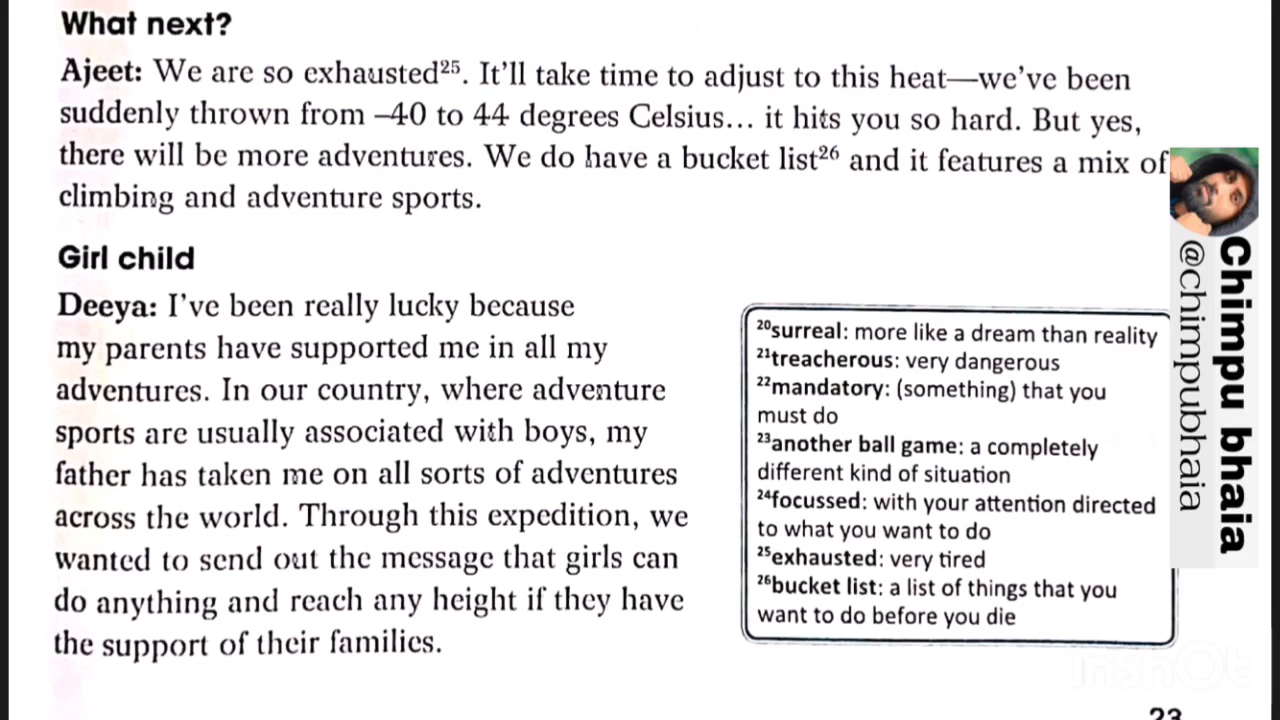 What next?
Ajeet: We are so exhausted²⁵. It’ll take time to adjust to this heat—we’ve been
suddenly thrown from –40 to 44 degrees Celsius... it hits you so hard. But yes,
there will be more adventures. We do have a bucket list²⁶ and it features a mix of
climbing and adventure sports.
Girl child
Deeya: I’ve been really lucky because
my parents have supported me in all my
adventures. In our country, where adventure
sports are usually associated with boys, my
father has taken me on all sorts of adventures
across the world. Through this expedition, we
wanted to send out the message that girls can
do anything and reach any height if they have
the support of their families.
²⁰surreal: more like a dream than reality
²¹treacherous: very dangerous
²²mandatory: (something) that you
must do
²³another ball game: a completely
different kind of situation
²⁴focussed: with your attention directed
to what you want to do
²⁵exhausted: very tired
²⁶bucket list: a list of things that you
want to do before you die
Chimpu bhaia
@chimpubhaia
23